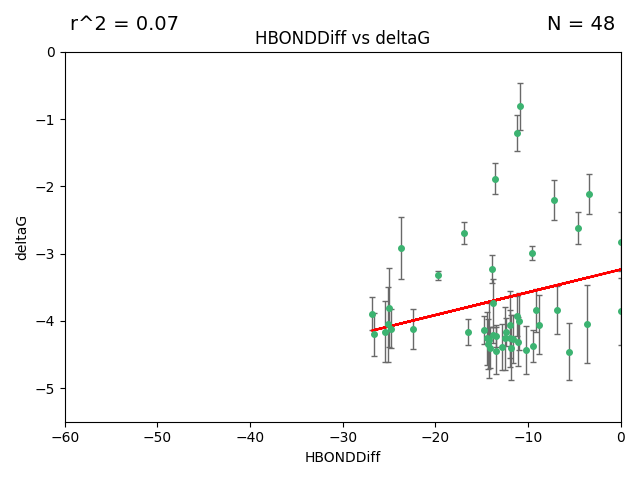 r^2 = 0.07
N = 48
HBONDDiff vs deltaG
deltaG
0
−1
−2
−3
−4
−5
−60
−50
−40
−30
−20
−10
0
HBONDDiff